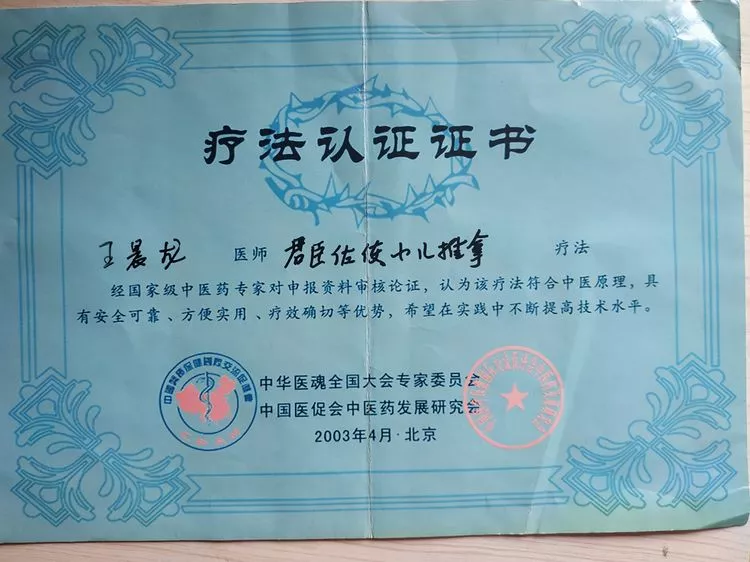 疗法认证证书
王晨龙 医师 君臣佐使小儿推拿 疗法
经国家级中医药专家对申报资料审核论证，认为该疗法符合中医原理，具
有安全可靠、方便实用、疗效确切等优势，希望在实践中不断提高技术水平。
中华医魂全国大会专家委员会
中国医促会中医药发展研究会
2003年4月·北京